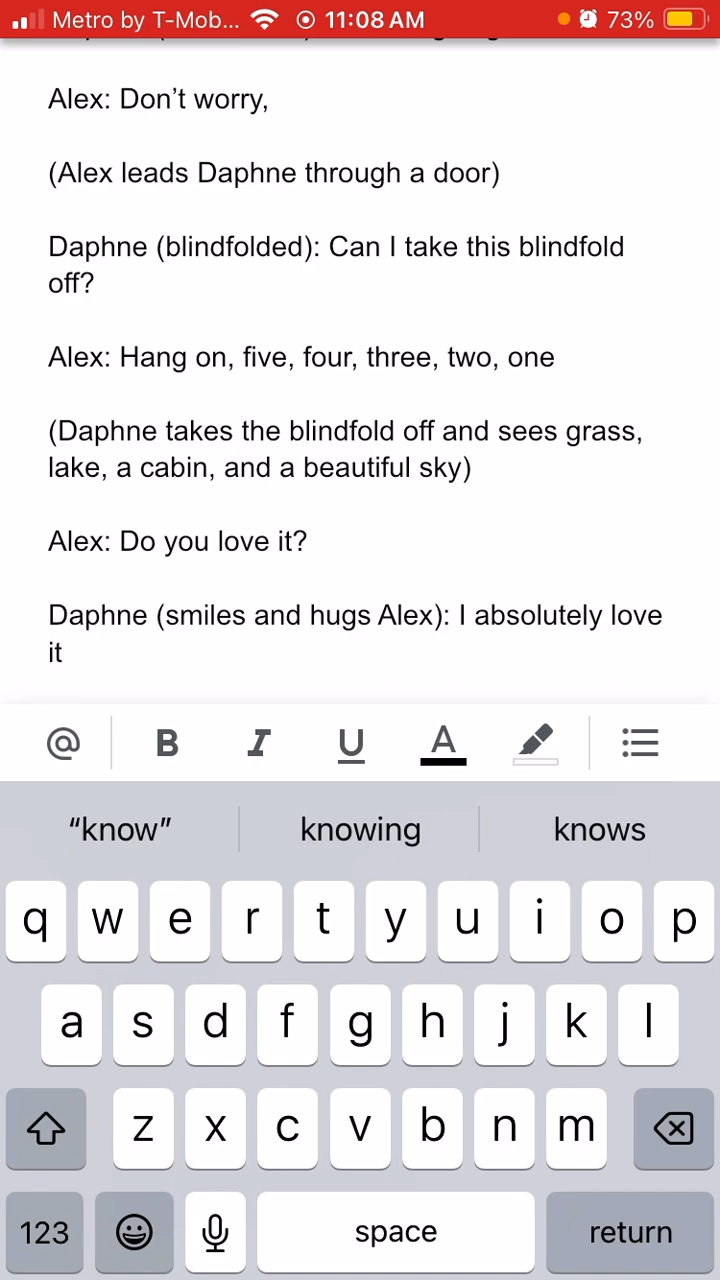 Metro by T-Mob... 11:08 AM 73%
Alex: Don’t worry,
(Alex leads Daphne through a door)
Daphne (blindfolded): Can I take this blindfold
off?
Alex: Hang on, five, four, three, two, one
(Daphne takes the blindfold off and sees grass,
lake, a cabin, and a beautiful sky)
Alex: Do you love it?
Daphne (smiles and hugs Alex): I absolutely love
it
@ B I U A
“know” knowing knows
q w e r t y u i o p
a s d f g h j k l
z x c v b n m
123 space return